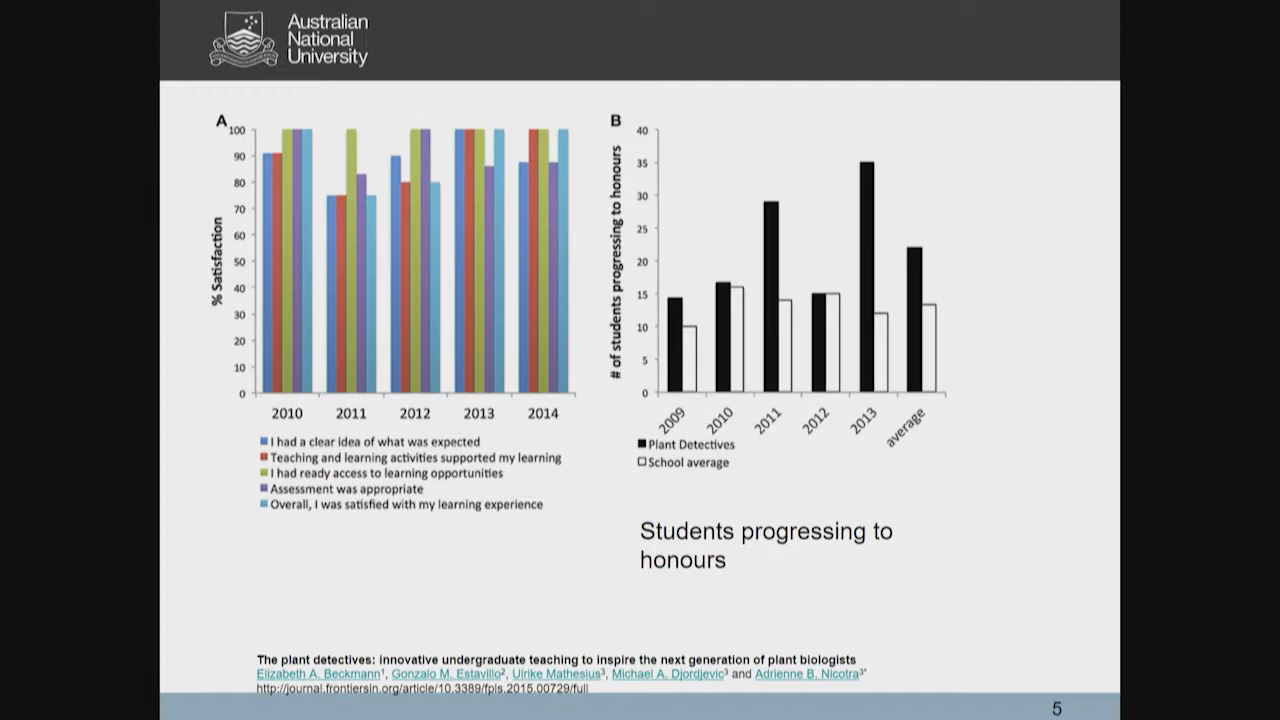 Australian
National
University
A
100
90
80
70
60
50
40
30
20
10
0
% Satisfaction
2010 2011 2012 2013 2014
I had a clear idea of what was expected
Teaching and learning activities supported my learning
I had ready access to learning opportunities
Assessment was appropriate
Overall, I was satisfied with my learning experience
B
40
35
30
25
20
15
10
5
0
# of students progressing to honours
2009 2010 2011 2012 2013 average
Plant Detectives
School average
Students progressing to
honours
The plant detectives: innovative undergraduate teaching to inspire the next generation of plant biologists
Elizabeth A. Beckmann1, Gonzalo M. Estavillo2, Ulrike Mathesius3, Michael A. Djordjevic3 and Adrienne B. Nicotra3*
http://journal.frontiersin.org/article/10.3389/fpls.2015.00729/full
5